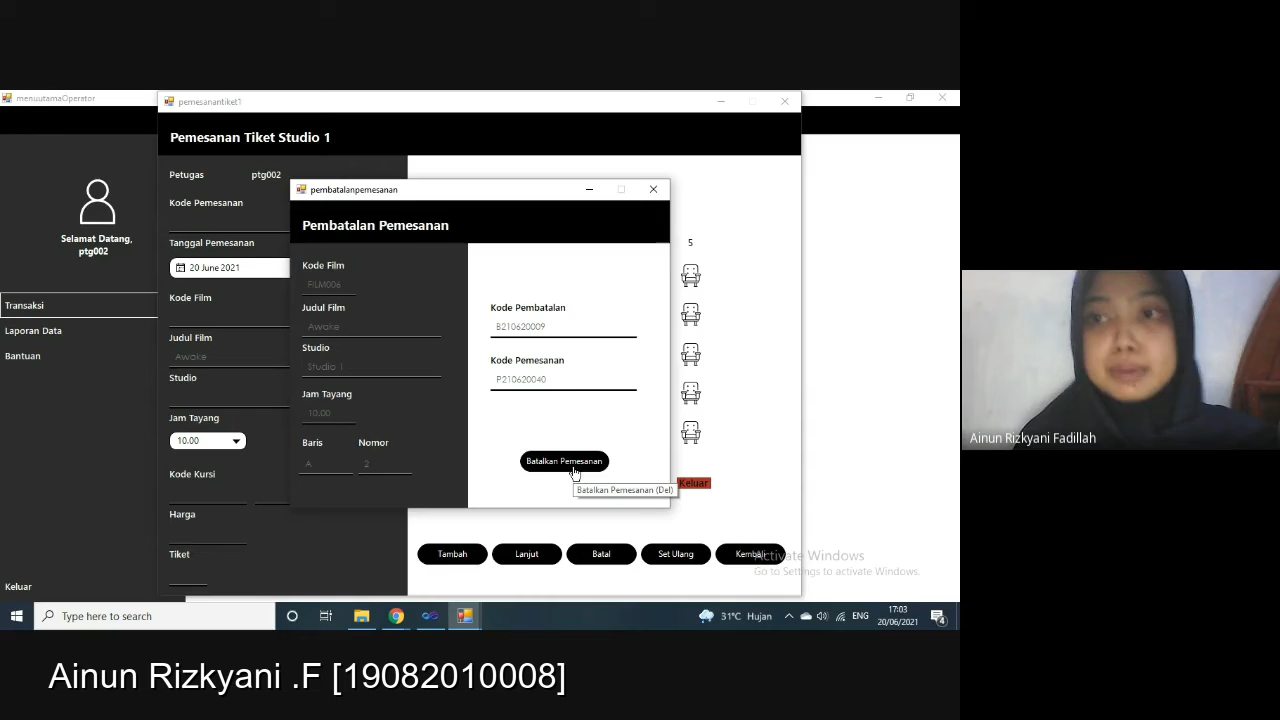 menuutamaOperator
pemesanantiket1
Pemesanan Tiket Studio 1
Petugas ptg002
Kode Pemesanan
Tanggal Pemesanan
20 June 2021
Kode Film
Judul Film
Awake
Studio
Jam Tayang
10.00
Kode Kursi
Harga
Tiket
Selamat Datang,
ptg002
Transaksi
Laporan Data
Bantuan
Keluar
pembatalanpemesanan
Pembatalan Pemesanan
Kode Film
FILM006
Judul Film
Awake
Studio
Studio 1
Jam Tayang
10.00
Baris Nomor
A 2
Kode Pembatalan
B210620009
Kode Pemesanan
P210620040
Batalkan Pemesanan
Batalkan Pemesanan (Del)
5
Keluar
Tambah Lanjut Batal Set Ulang Kembali
Activate Windows
Go to Settings to activate Windows.
Type here to search
31°C Hujan
ENG
17:03
20/06/2021
4
Ainun Rizkyani Fadillah
Ainun Rizkyani .F [19082010008]